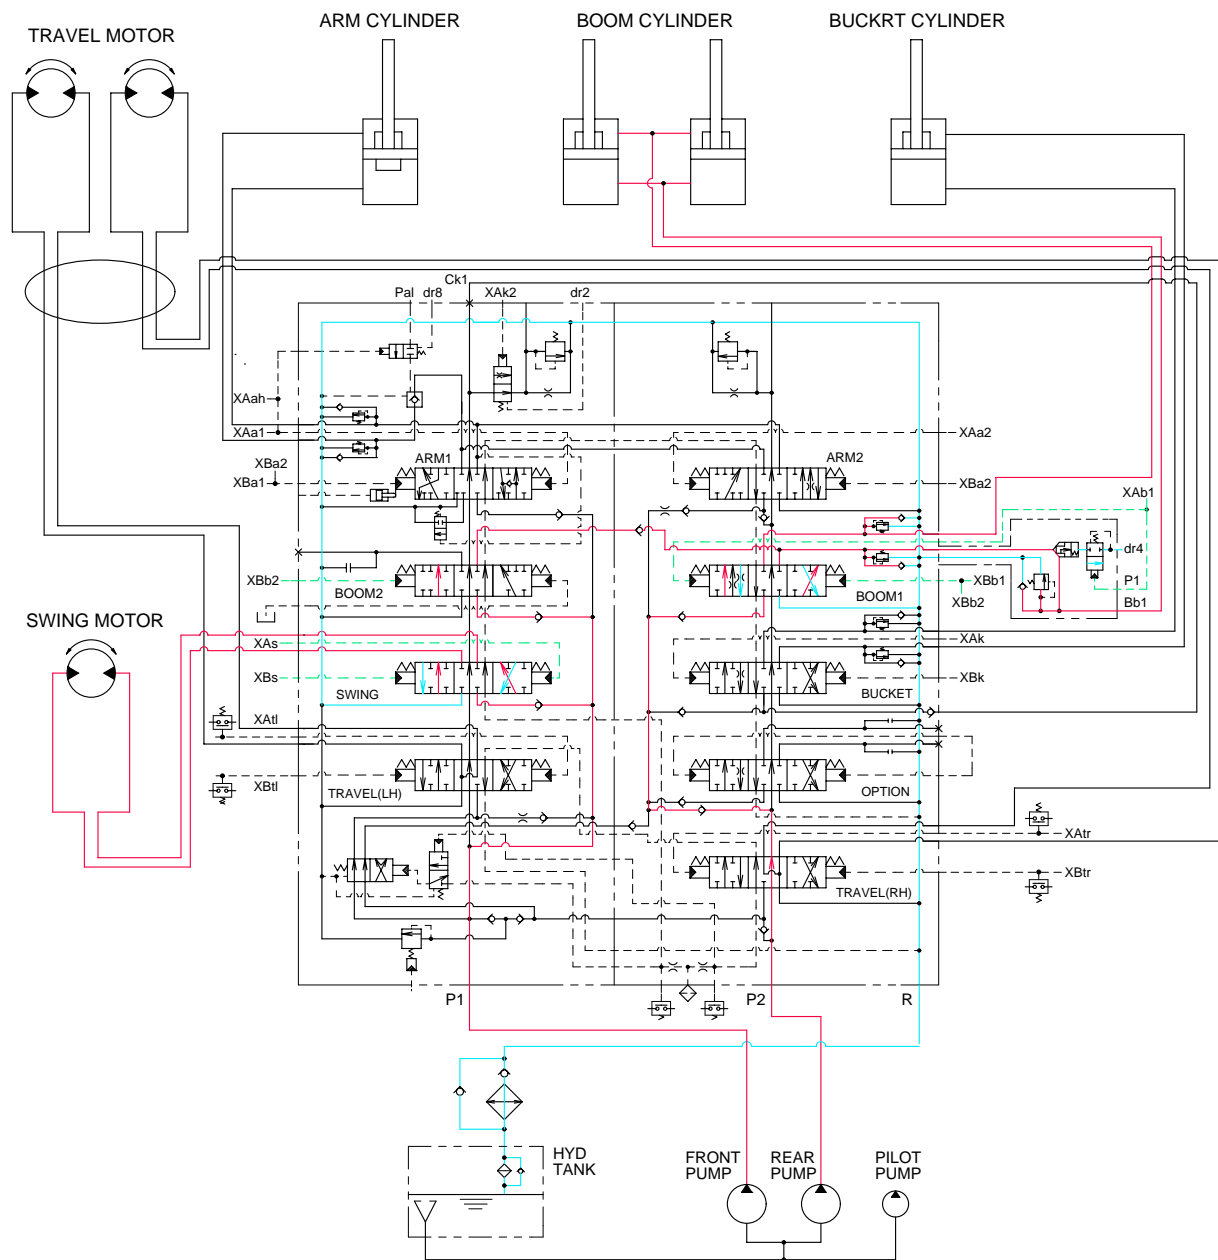 ARM CYLINDER
BOOM CYLINDER
BUCKRT CYLINDER
TRAVEL MOTOR
Ck1
Pal
dr8
XAk2
dr2
XAah
XAa1
XAa2
XBa2
XBa1
ARM1
ARM2
XBa2
XAb1
dr4
XBb2
BOOM2
BOOM1
XBb1
XBb2
P1
Bb1
SWING MOTOR
XAs
XAk
XBs
XBk
SWING
BUCKET
XAtl
XBtl
TRAVEL(LH)
OPTION
XAtr
XBtr
TRAVEL(RH)
P1
P2
R
HYD
TANK
FRONT
PUMP
REAR
PUMP
PILOT
PUMP